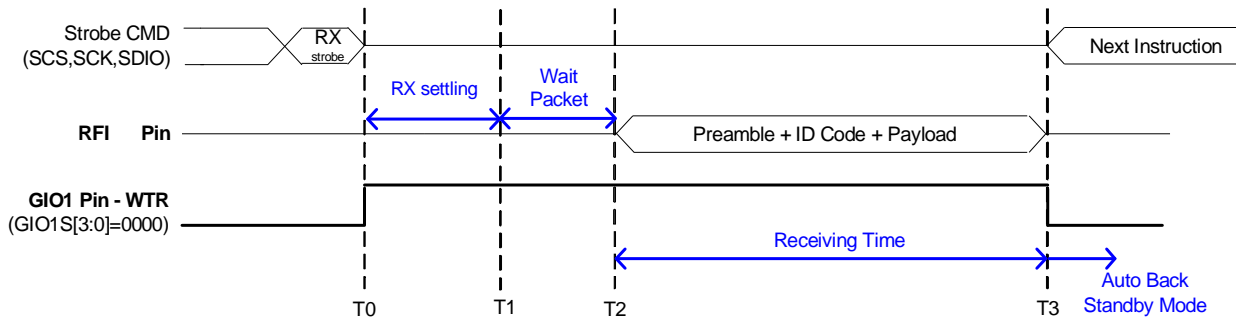 Strobe CMD
(SCS,SCK,SDIO)
RX
strobe
Next Instruction
RX settling
Wait
Packet
RFI Pin
Preamble + ID Code + Payload
GIO1 Pin - WTR
(GIO1S[3:0]=0000)
Receiving Time
Auto Back
Standby Mode
T0 T1 T2 T3